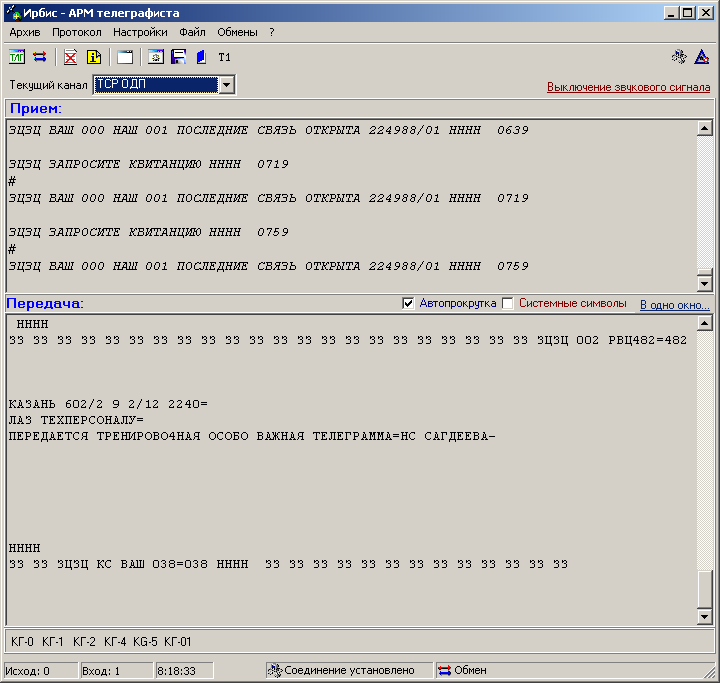 Ирбис - АРМ телеграфиста
Архив Протокол Настройки Файл Обмены ?
ТЛГ T1
Текущий канал ТСР ОДП Выключение звукового сигнала
Прием:
ЗЦЗЦ ВАШ 000 НАШ 001 ПОСЛЕДНИЕ СВЯЗЬ ОТКРЫТА 224988/01 НННН 0639
ЗЦЗЦ ЗАПРОСИТЕ КВИТАНЦИЮ НННН 0719
#
ЗЦЗЦ ВАШ 000 НАШ 001 ПОСЛЕДНИЕ СВЯЗЬ ОТКРЫТА 224988/01 НННН 0719
ЗЦЗЦ ЗАПРОСИТЕ КВИТАНЦИЮ НННН 0759
#
ЗЦЗЦ ВАШ 000 НАШ 001 ПОСЛЕДНИЕ СВЯЗЬ ОТКРЫТА 224988/01 НННН 0759
Передача: Автопрокрутка Системные символы В одно окно...
НННН
ЗЗ ЗЗ ЗЗ ЗЗ ЗЗ ЗЗ ЗЗ ЗЗ ЗЗ ЗЗ ЗЗ ЗЗ ЗЗ ЗЗ ЗЗ ЗЗ ЗЗ ЗЗ ЗЗ ЗЗ ЗЗ ЗЗ ЗЦЗЦ 002 РВЦ482=482
КАЗАНЬ 602/2 9 2/12 2240=
ЛАЗ ТЕХПЕРСОНАЛУ=
ПЕРЕДАЕТСЯ ТРЕНИРОВО4НАЯ ОСОБО ВАЖНАЯ ТЕЛЕГРАММА=НС САГДЕЕВА-
НННН
ЗЗ ЗЗ ЗЦЗЦ КС ВАШ 038=038 НННН ЗЗ ЗЗ ЗЗ ЗЗ ЗЗ ЗЗ ЗЗ ЗЗ ЗЗ ЗЗ ЗЗ ЗЗ ЗЗ
КГ-0 КГ-1 КГ-2 КГ-4 KG-5 КГ-01
Исход: 0 Вход: 1 8:18:33 Соединение установлено Обмен